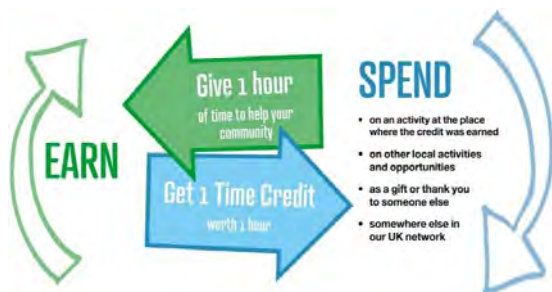 EARN
Give 1 hour
of time to help your
community
Get 1 Time Credit
worth 1 hour
SPEND
• on an activity at the place
where the credit was earned
• on other local activities
and opportunities
• as a gift or thank you
to someone else
• somewhere else in
our UK network